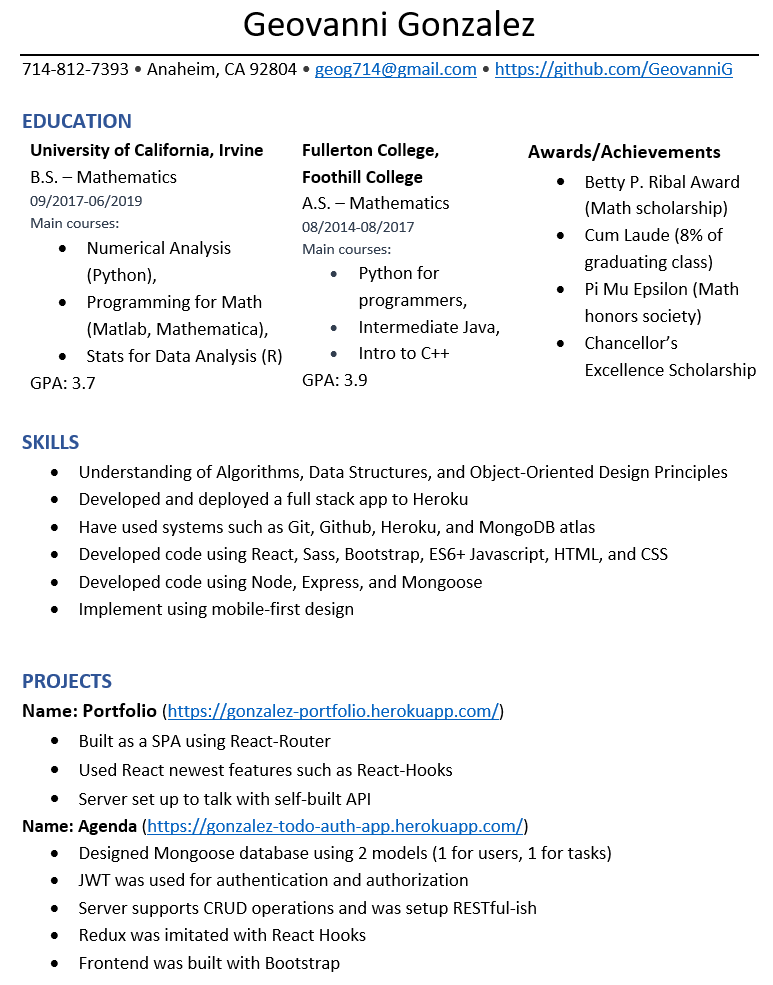 Geovanni Gonzalez
714-812-7393 • Anaheim, CA 92804 • geog714@gmail.com • https://github.com/GeovanniG
EDUCATION
University of California, Irvine
B.S. – Mathematics
09/2017-06/2019
Main courses:
• Numerical Analysis
(Python),
• Programming for Math
(Matlab, Mathematica),
• Stats for Data Analysis (R)
GPA: 3.7
Fullerton College,
Foothill College
A.S. – Mathematics
08/2014-08/2017
Main courses:
• Python for
programmers,
• Intermediate Java,
• Intro to C++
GPA: 3.9
Awards/Achievements
• Betty P. Ribal Award
(Math scholarship)
• Cum Laude (8% of
graduating class)
• Pi Mu Epsilon (Math
honors society)
• Chancellor’s
Excellence Scholarship
SKILLS
• Understanding of Algorithms, Data Structures, and Object-Oriented Design Principles
• Developed and deployed a full stack app to Heroku
• Have used systems such as Git, Github, Heroku, and MongoDB atlas
• Developed code using React, Sass, Bootstrap, ES6+ Javascript, HTML, and CSS
• Developed code using Node, Express, and Mongoose
• Implement using mobile-first design
PROJECTS
Name: Portfolio (https://gonzalez-portfolio.herokuapp.com/)
• Built as a SPA using React-Router
• Used React newest features such as React-Hooks
• Server set up to talk with self-built API
Name: Agenda (https://gonzalez-todo-auth-app.herokuapp.com/)
• Designed Mongoose database using 2 models (1 for users, 1 for tasks)
• JWT was used for authentication and authorization
• Server supports CRUD operations and was setup RESTful-ish
• Redux was imitated with React Hooks
• Frontend was built with Bootstrap